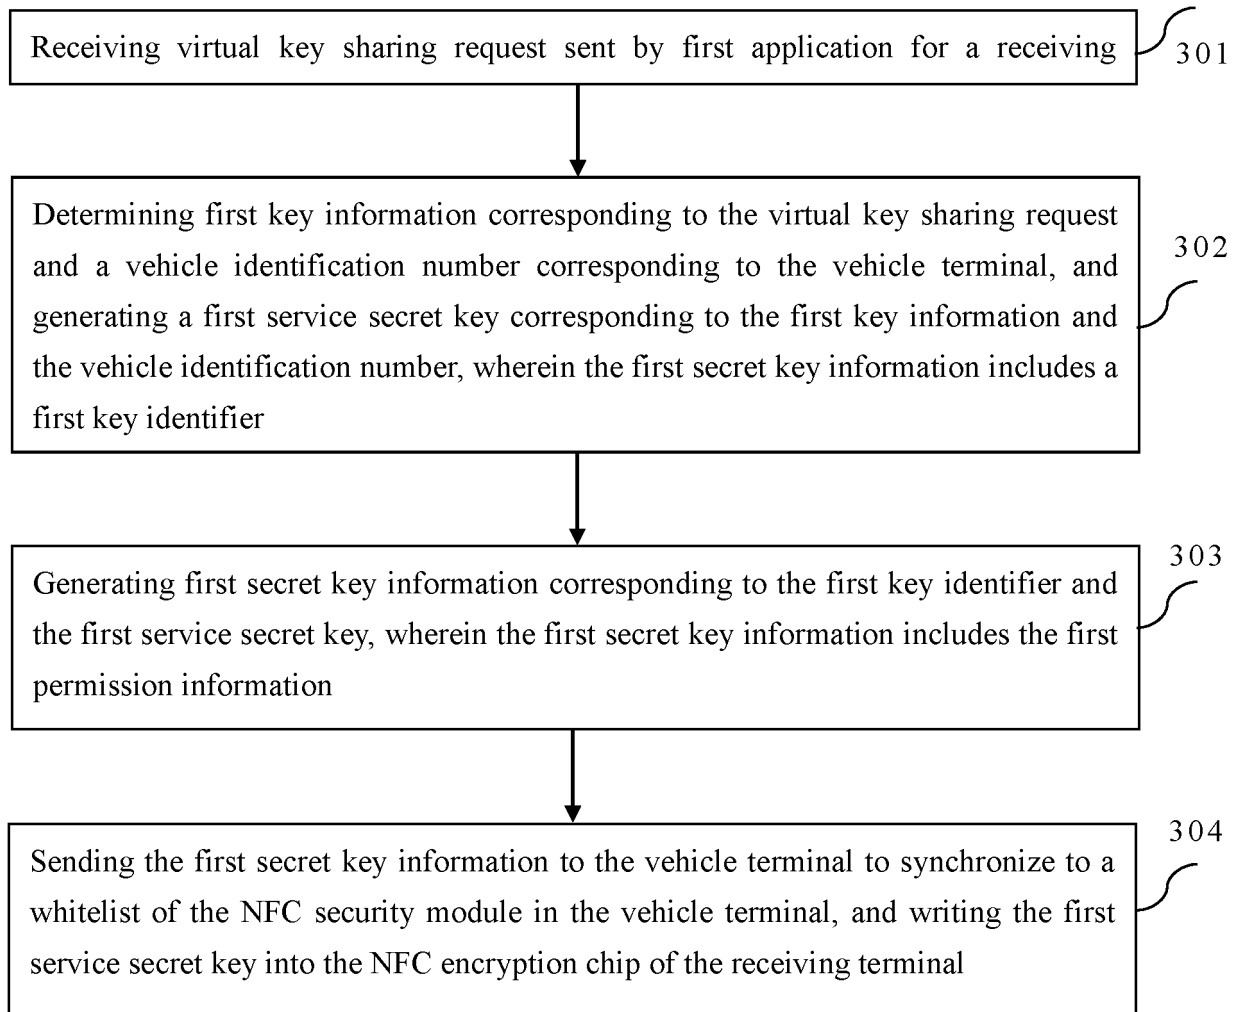 Receiving virtual key sharing request sent by first application for a receiving
301
Determining first key information corresponding to the virtual key sharing request
and a vehicle identification number corresponding to the vehicle terminal, and
generating a first service secret key corresponding to the first key information and
the vehicle identification number, wherein the first secret key information includes a
first key identifier
302
Generating first secret key information corresponding to the first key identifier and
the first service secret key, wherein the first secret key information includes the first
permission information
303
Sending the first secret key information to the vehicle terminal to synchronize to a
whitelist of the NFC security module in the vehicle terminal, and writing the first
service secret key into the NFC encryption chip of the receiving terminal
304